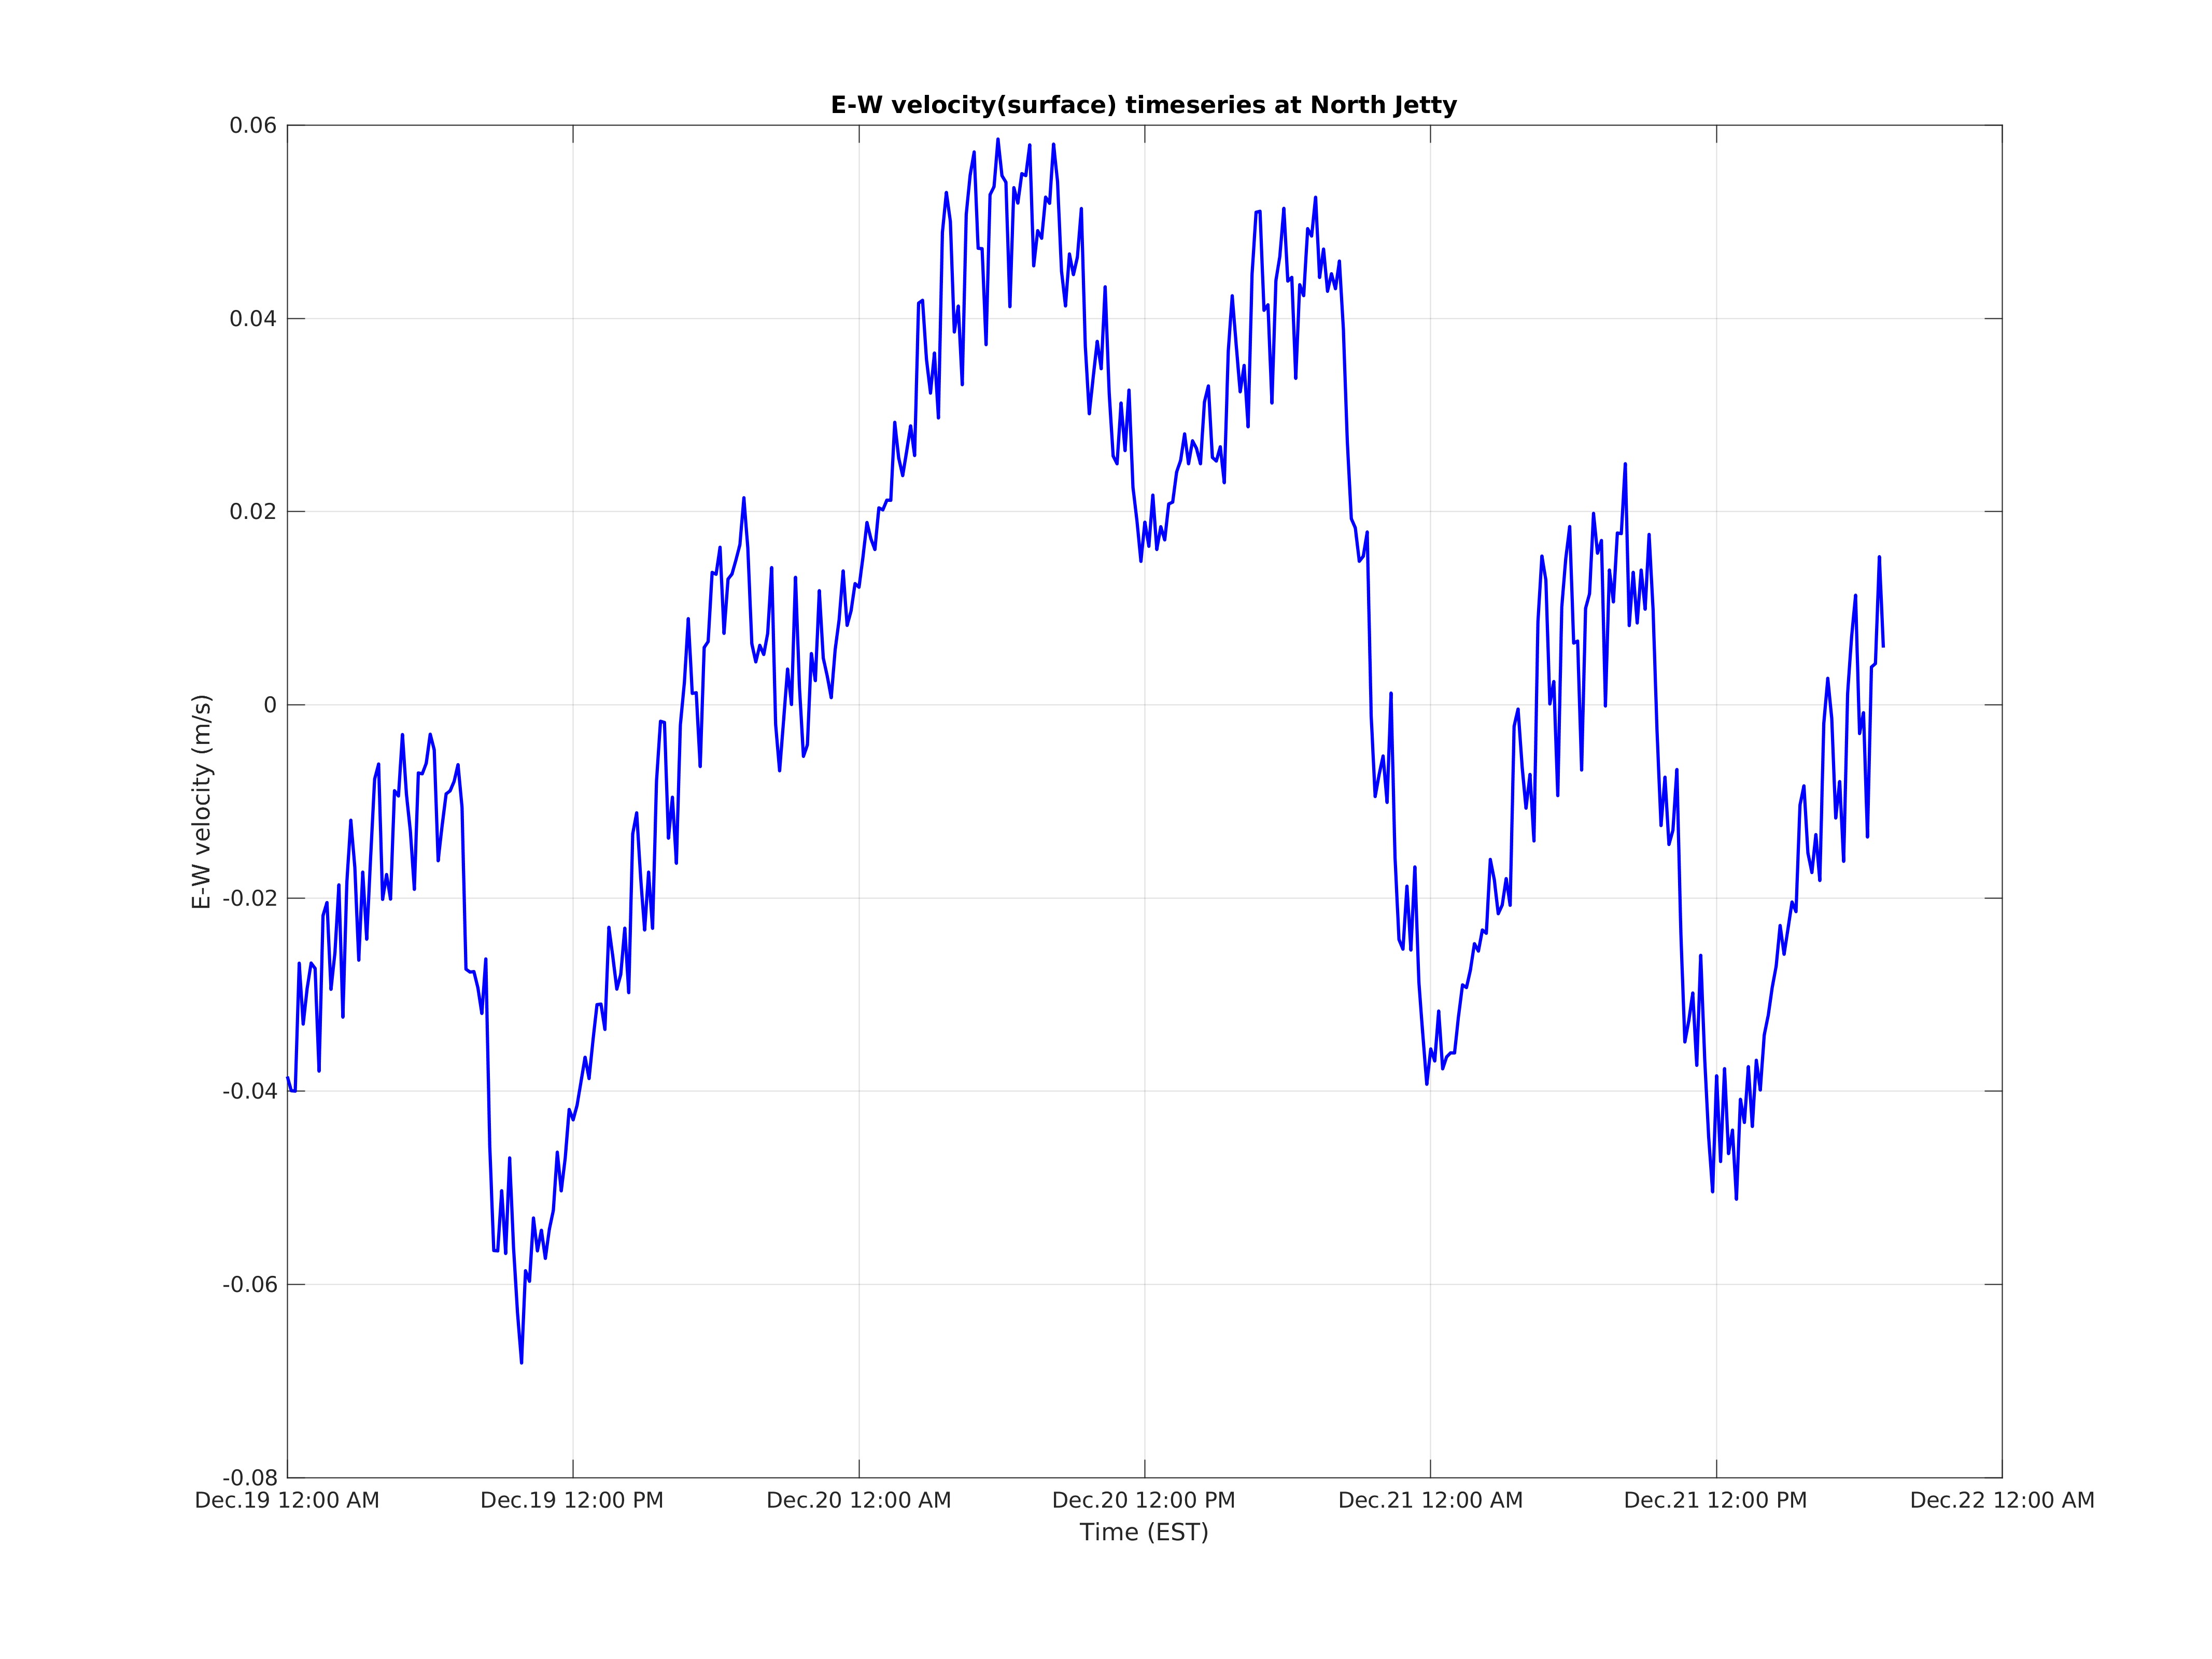 E-W velocity(surface) timeseries at North Jetty
0.06
0.04
0.02
0
-0.02
-0.04
-0.06
-0.08
E-W velocity (m/s)
Dec.19 12:00 AM Dec.19 12:00 PM Dec.20 12:00 AM Dec.20 12:00 PM Dec.21 12:00 AM Dec.21 12:00 PM Dec.22 12:00 AM
Time (EST)